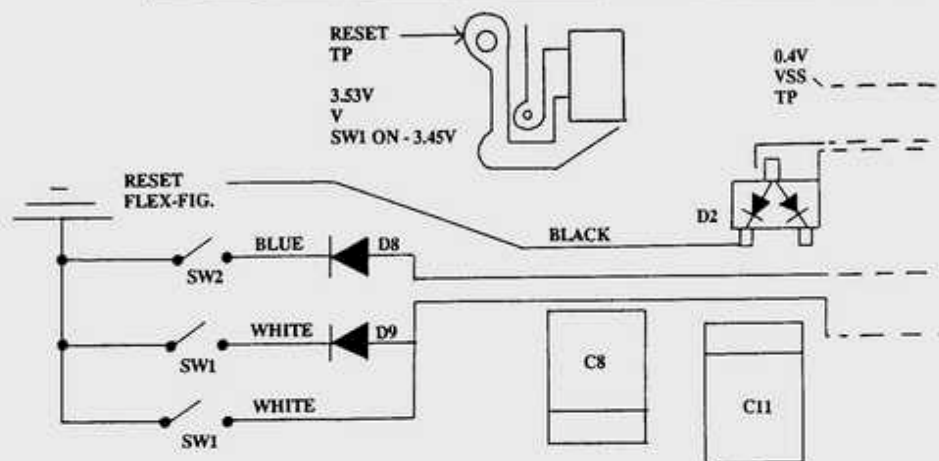 RESET
TP
3.53V
V
SW1 ON - 3.45V
0.4V
VSS
TP
RESET
FLEX-FIG.
D2
BLACK
BLUE
D8
SW2
WHITE
D9
SW1
C8
WHITE
C11
SW1